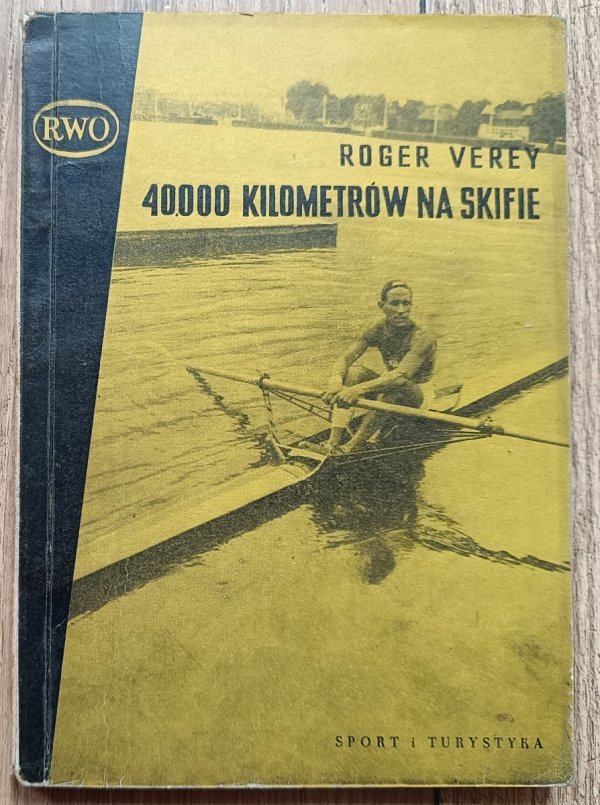 RWO
ROGER VEREY
40.000 KILOMETRÓW NA SKIFIE
SPORT i TURYSTYKA